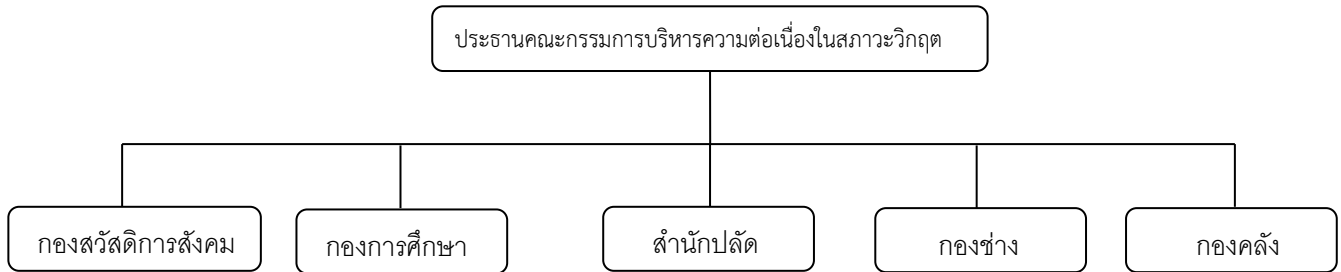 ประธานคณะกรรมการบริหารความต่อเนื่องในสภาวะวิกฤต
กองสวัสดิการสังคม
กองการศึกษา
สำนักปลัด
กองช่าง
กองคลัง